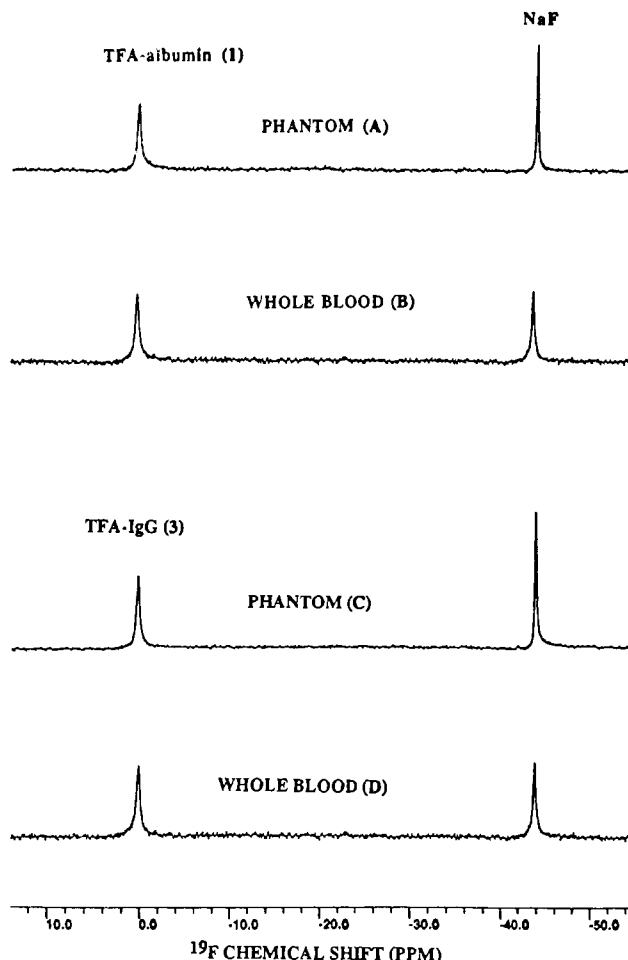 NaF
TFA-albumin (1)
PHANTOM (A)
WHOLE BLOOD (B)
TFA-IgG (3)
PHANTOM (C)
WHOLE BLOOD (D)
10.0 0.0 -10.0 -20.0 -30.0 -40.0 -50.0
19F CHEMICAL SHIFT (PPM)